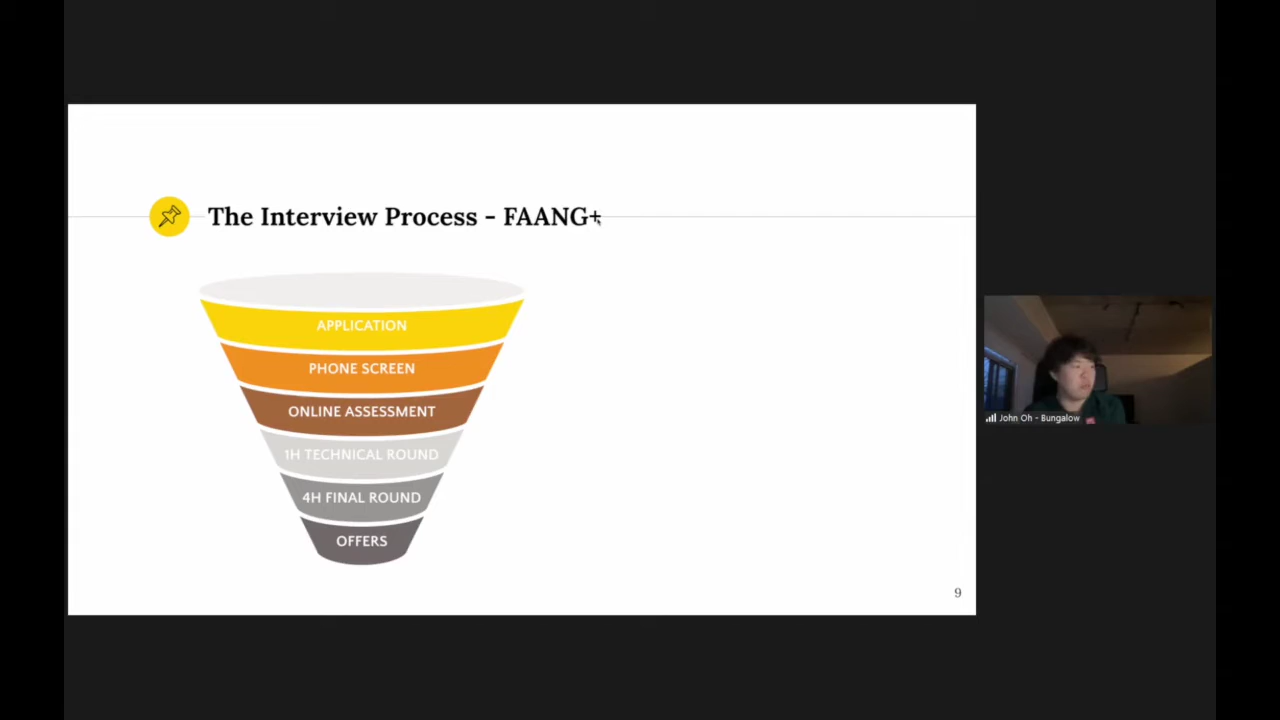 The Interview Process - FAANG+
APPLICATION
PHONE SCREEN
ONLINE ASSESSMENT
1H TECHNICAL ROUND
4H FINAL ROUND
OFFERS
9
John Oh - Bungalow